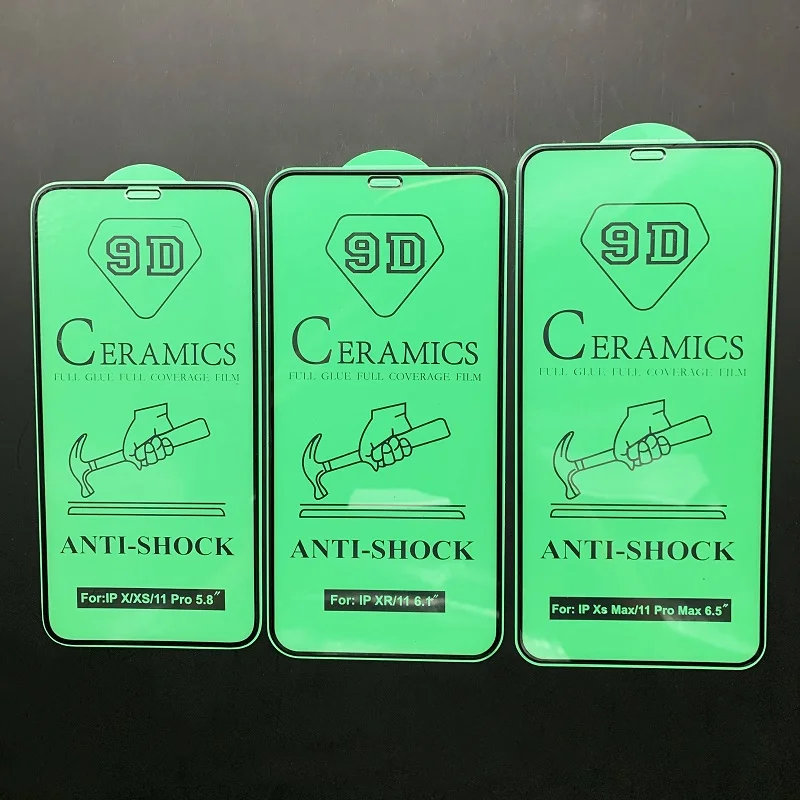 9D
CERAMICS
FULL GLUE FULL COVERAGE FILM
ANTI-SHOCK
For:IP X/XS/11 Pro 5.8"
9D
CERAMICS
FULL GLUE FULL COVERAGE FILM
ANTI-SHOCK
For: IP XR/11 6.1"
9D
CERAMICS
FULL GLUE FULL COVERAGE FILM
ANTI-SHOCK
For: IP Xs Max/11 Pro Max 6.5"